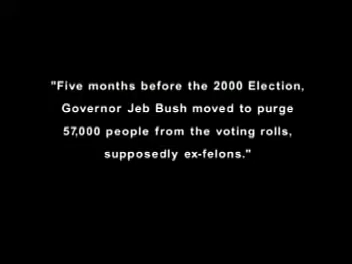 "Five months before the 2000 Election,
Governor Jeb Bush moved to purge
57,000 people from the voting rolls,
supposedly ex-felons."